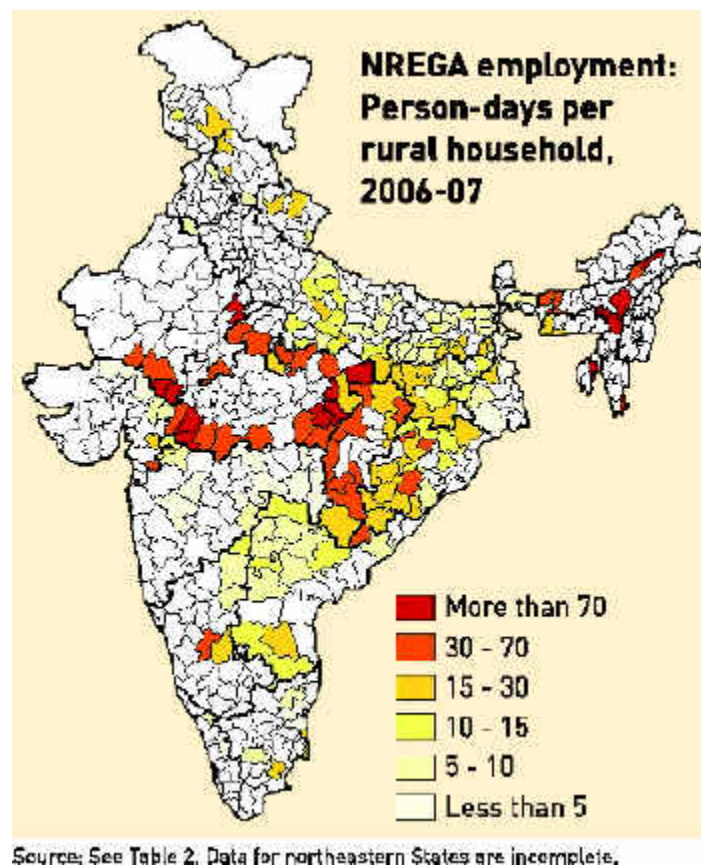 NREGA employment:
Person-days per
rural household,
2006-07
More than 70
30 - 70
15 - 30
10 - 15
5 - 10
Less than 5
Source: See Table 2. Data for northeastern States are incomplete.